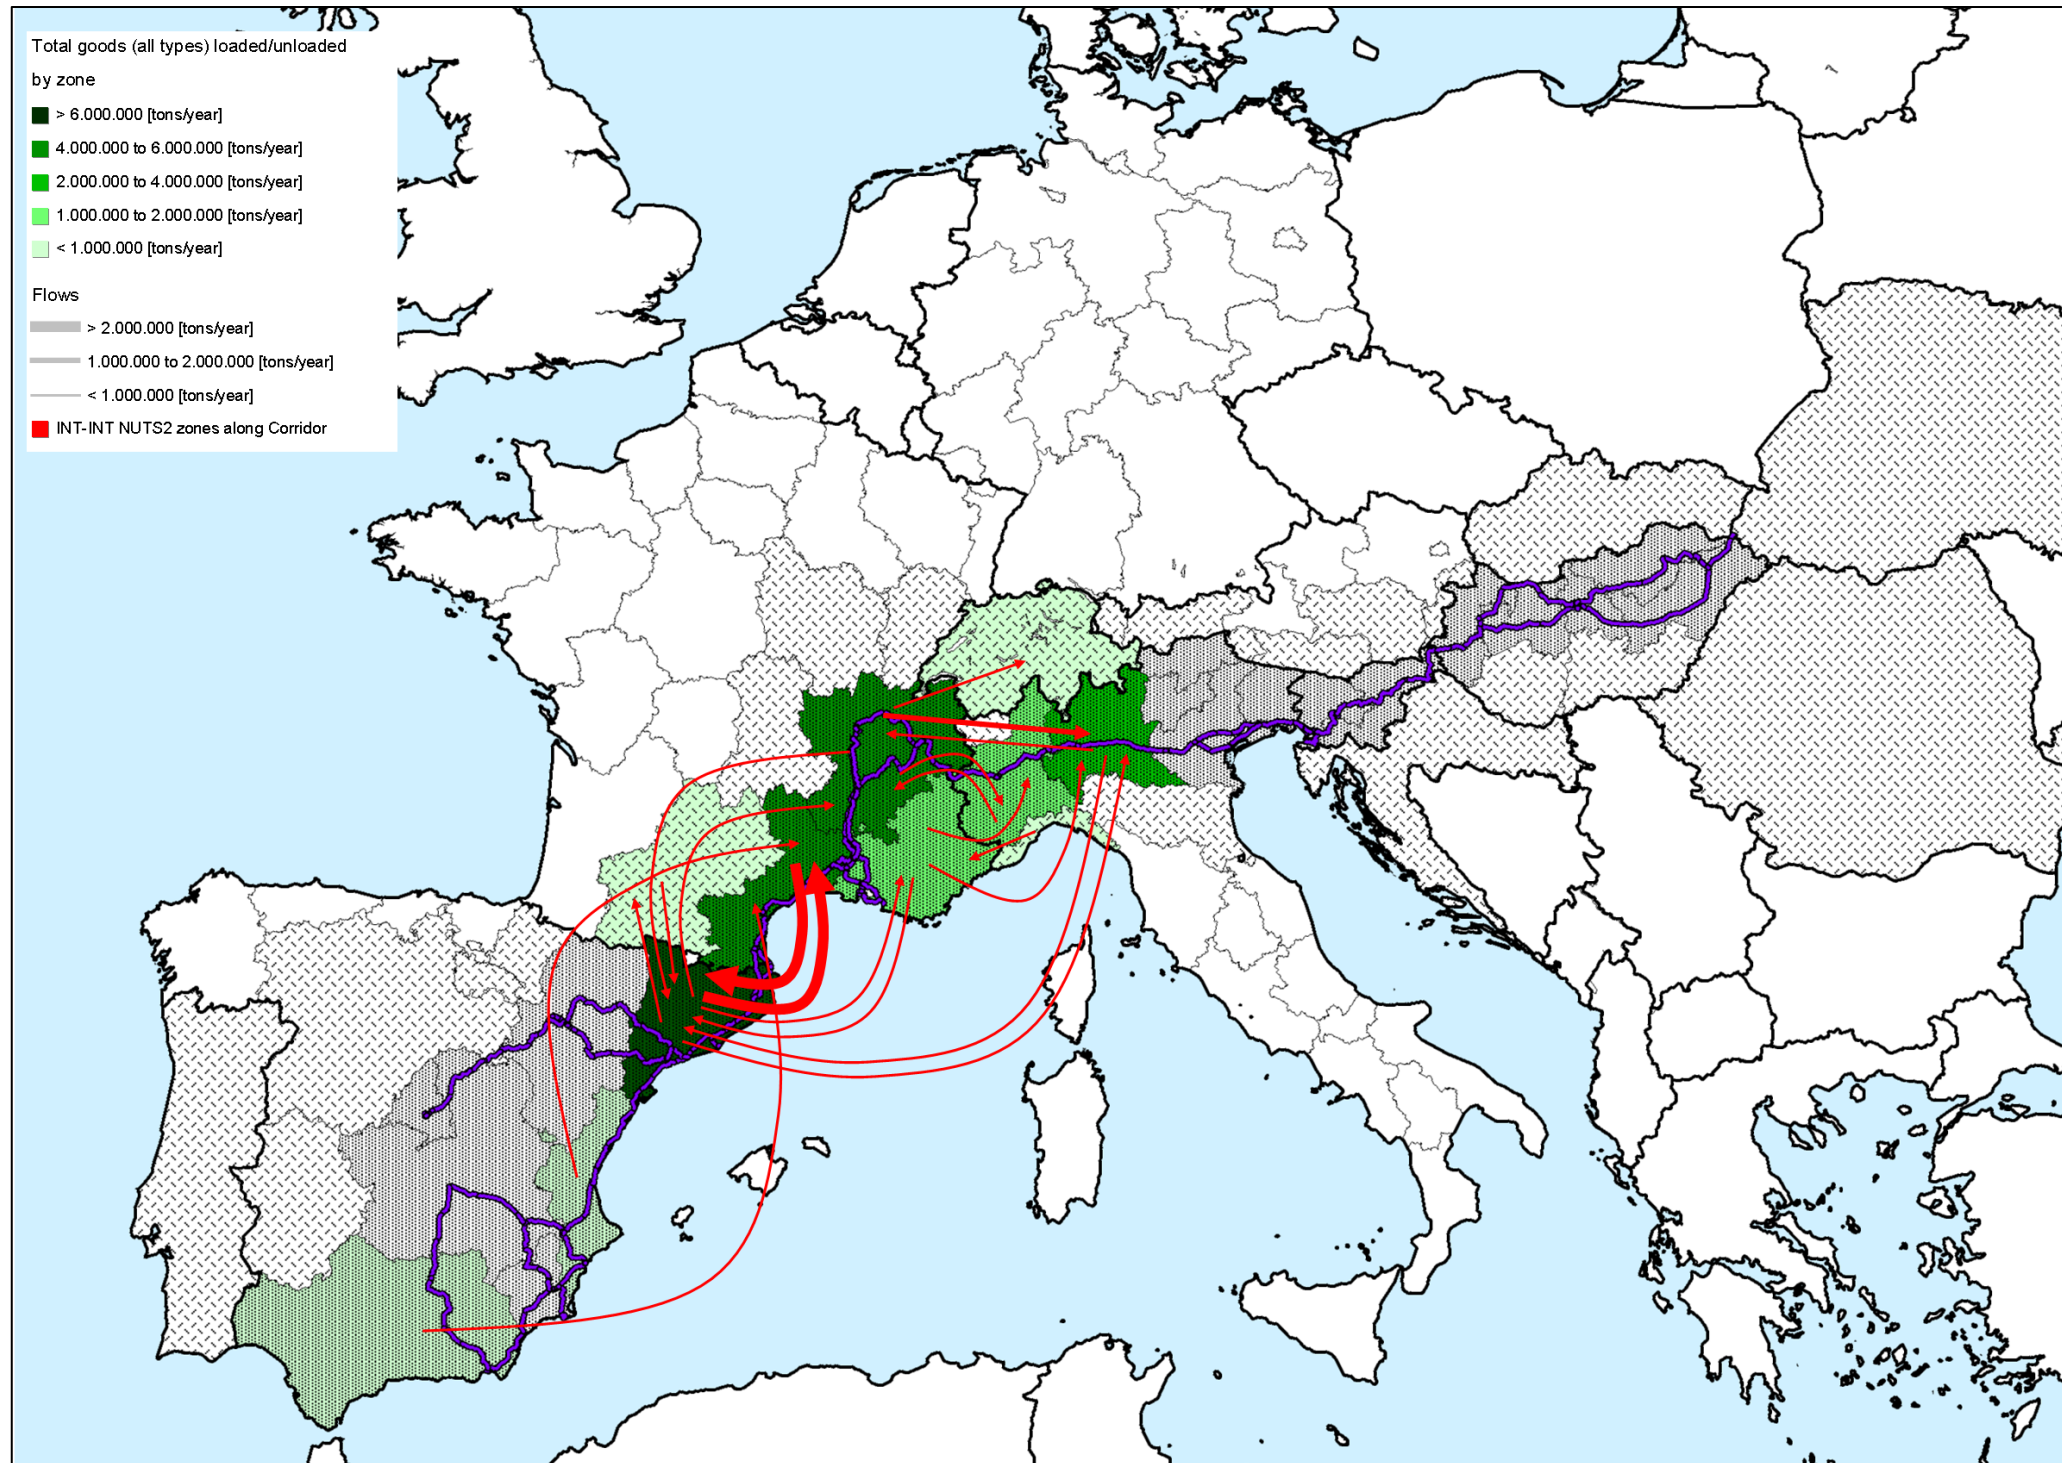 Total goods (all types) loaded/unloaded
by zone
> 6.000.000 [tons/year]
4.000.000 to 6.000.000 [tons/year]
2.000.000 to 4.000.000 [tons/year]
1.000.000 to 2.000.000 [tons/year]
< 1.000.000 [tons/year]
Flows
> 2.000.000 [tons/year]
1.000.000 to 2.000.000 [tons/year]
< 1.000.000 [tons/year]
INT-INT NUTS2 zones along Corridor